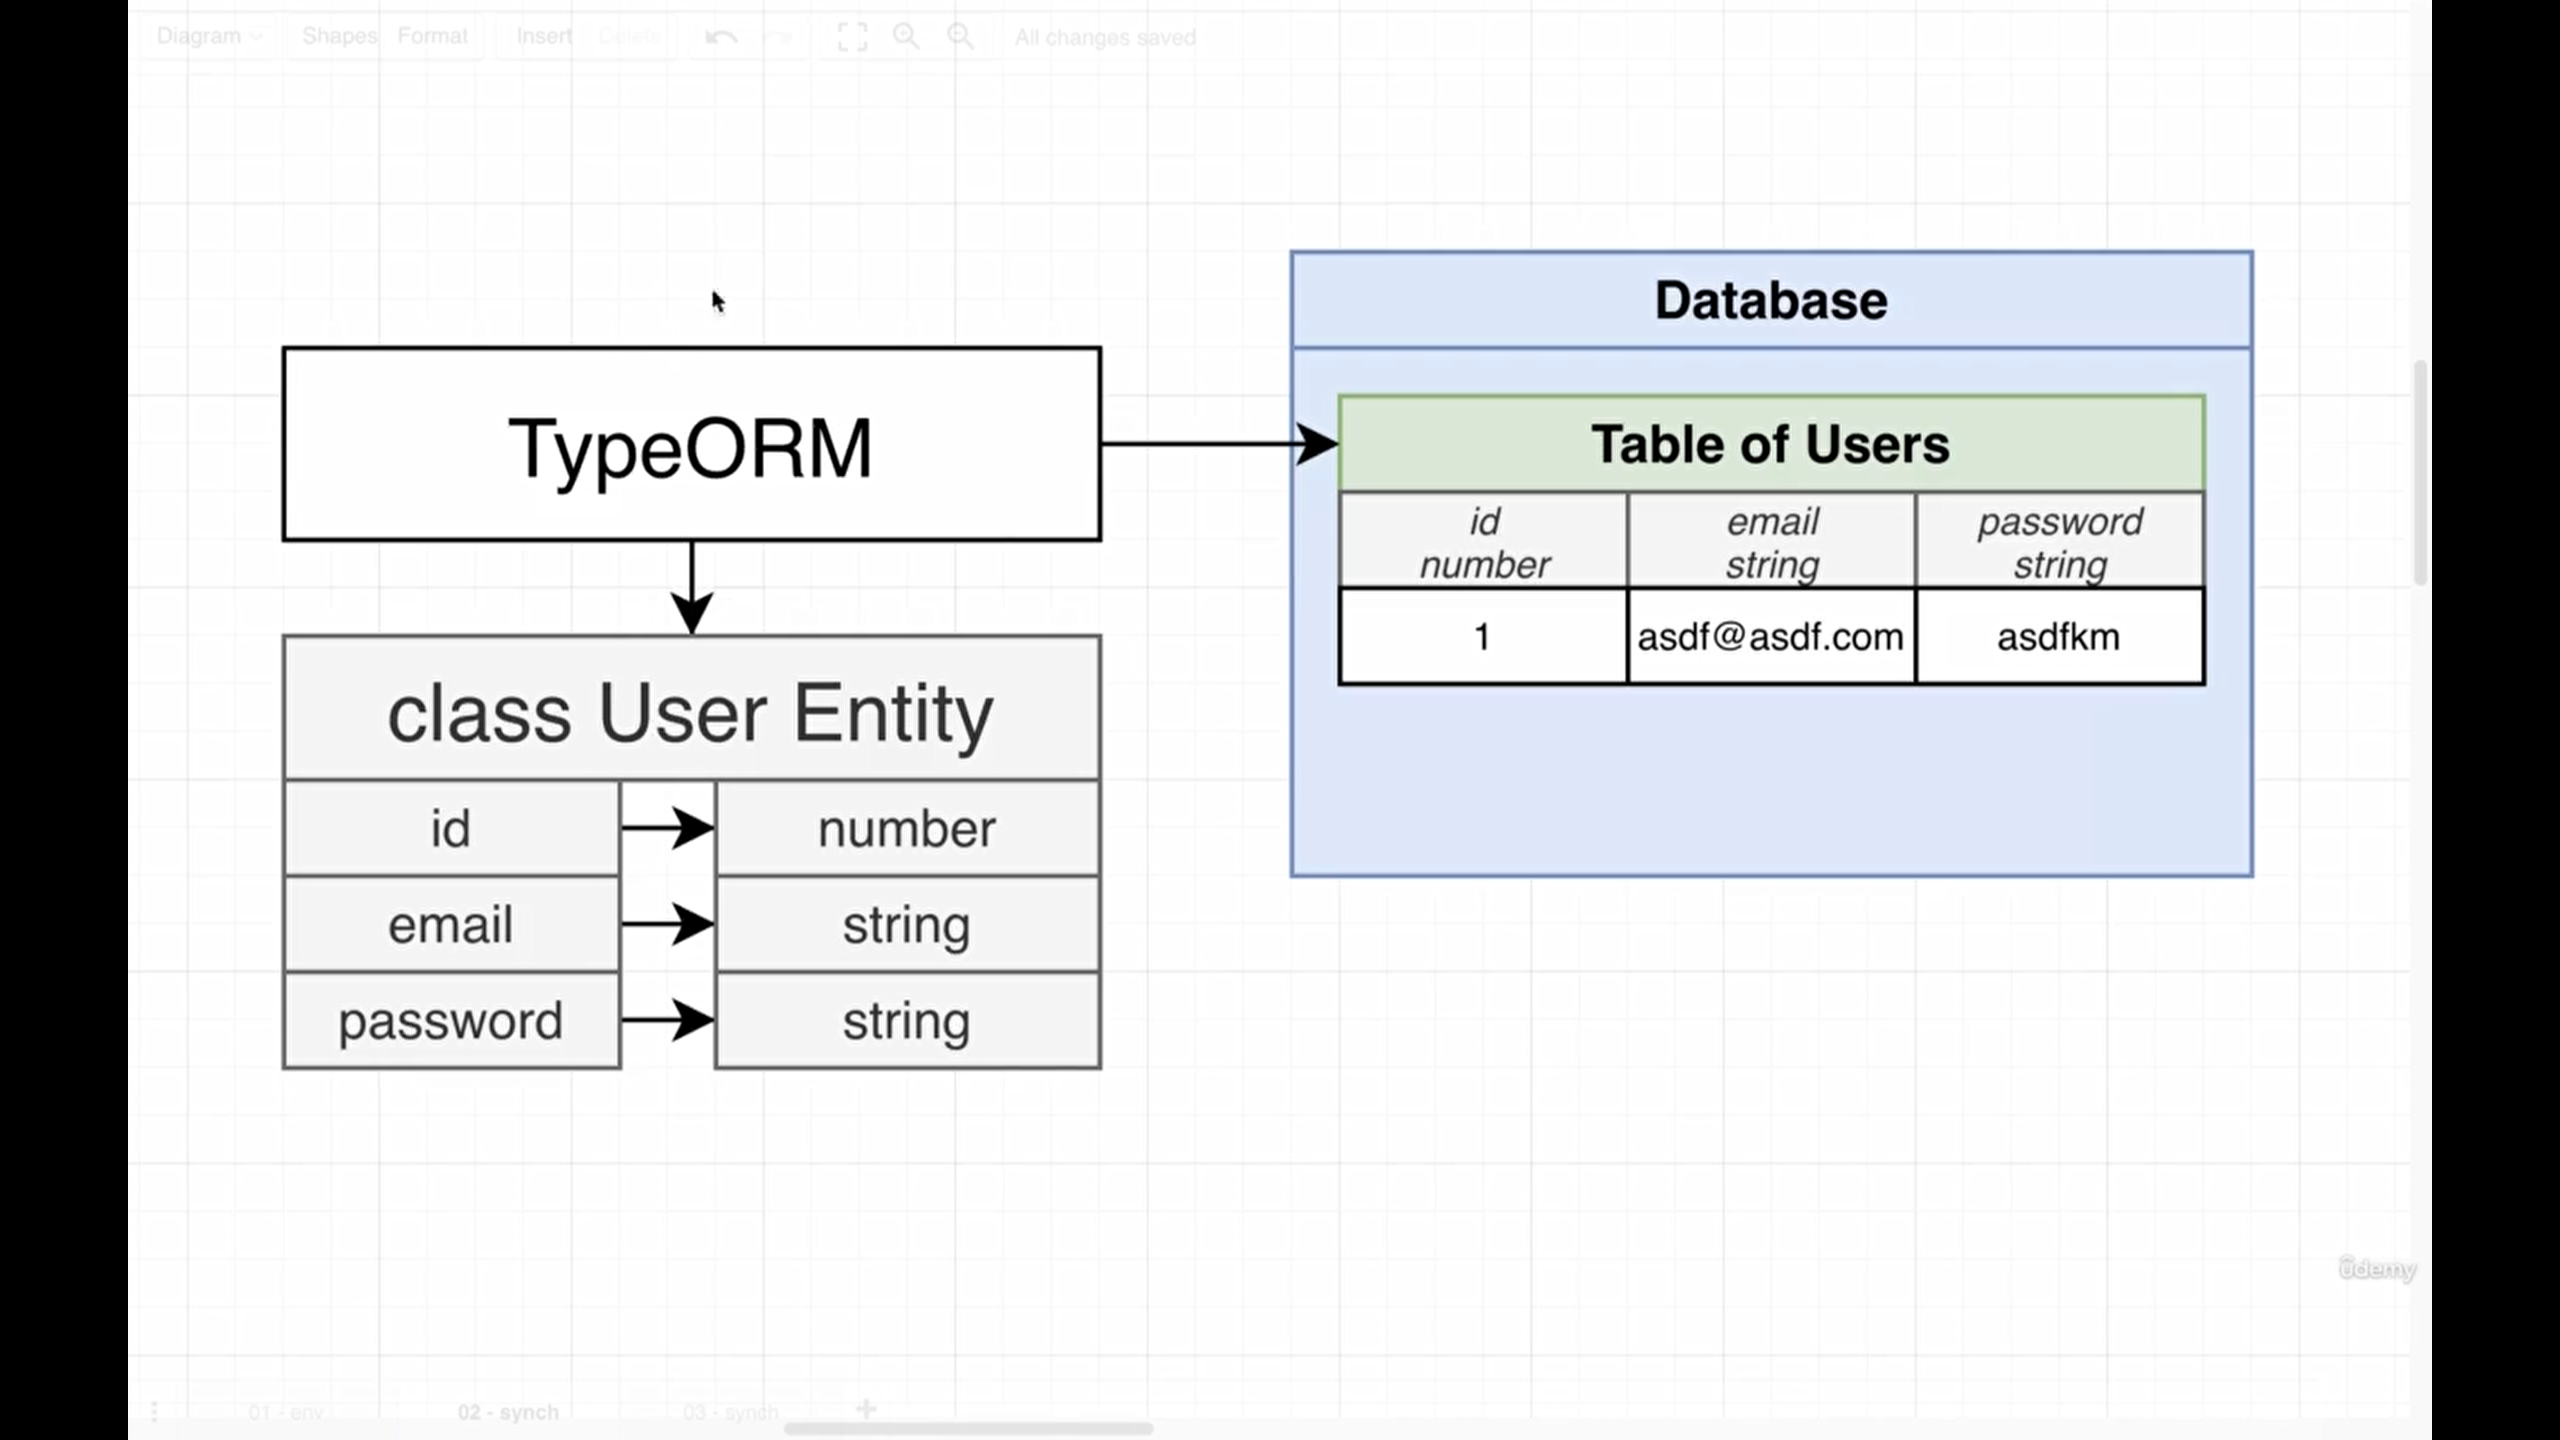 Diagram
Shapes
Format
Insert
Delete
All changes saved
TypeORM
class User Entity
id
number
email
string
password
string
Database
Table of Users
id
number
email
string
password
string
1
asdf@asdf.com
asdfkm
ûdemy
01 - env
02 - synch
03 - synch